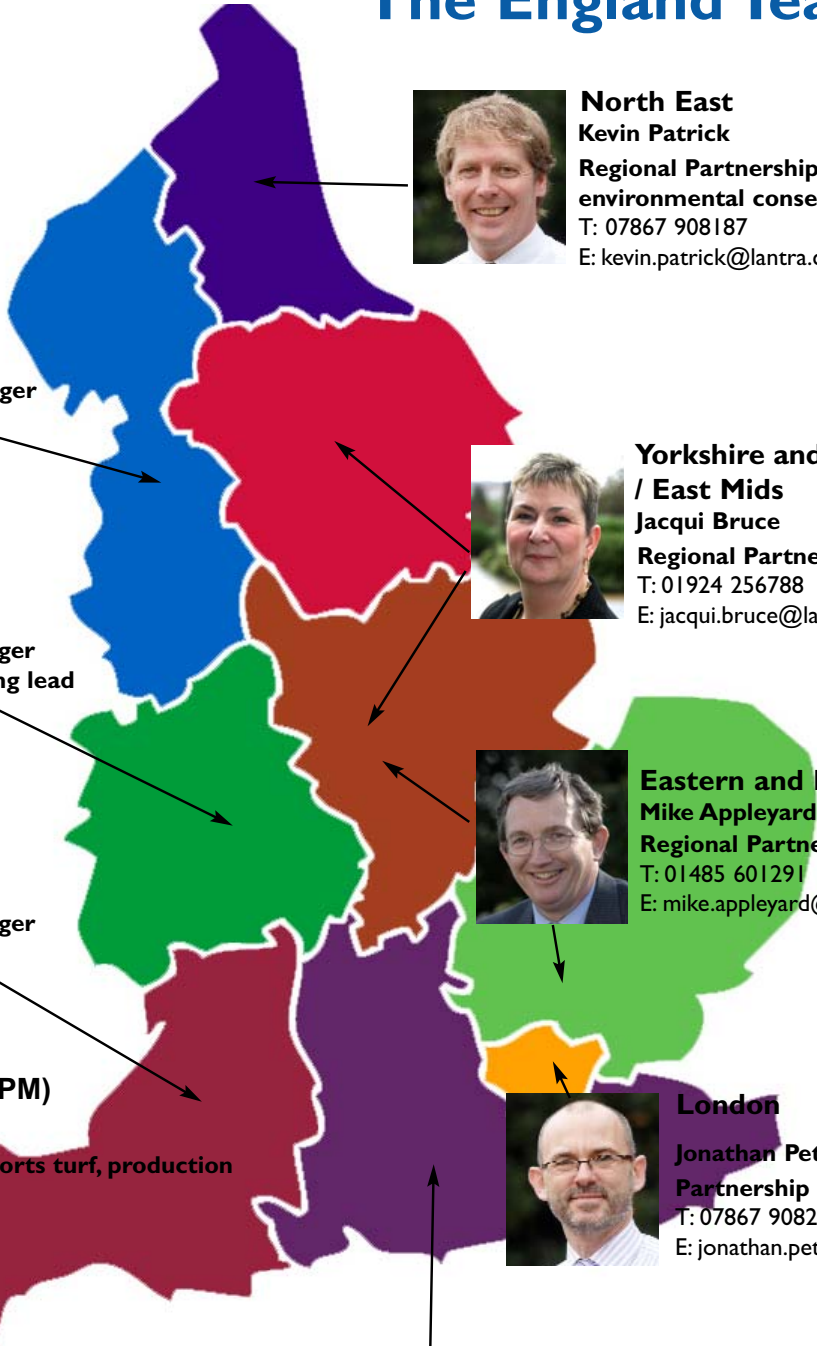 The England Tea
North East
Kevin Patrick
Regional Partnership
environmental conse
T: 07867 908187
E: kevin.patrick@lantra.c
ger
Yorkshire and
/ East Mids
Jacqui Bruce
Regional Partne
T: 01924 256788
E: jacqui.bruce@la
ger
ng lead
Eastern and
Mike Appleyard
Regional Partne
T: 01485 601291
E: mike.appleyard@
ger
PM)
orts turf, production
London
Jonathan Pet
Partnership
T: 07867 9082
E: jonathan.pet